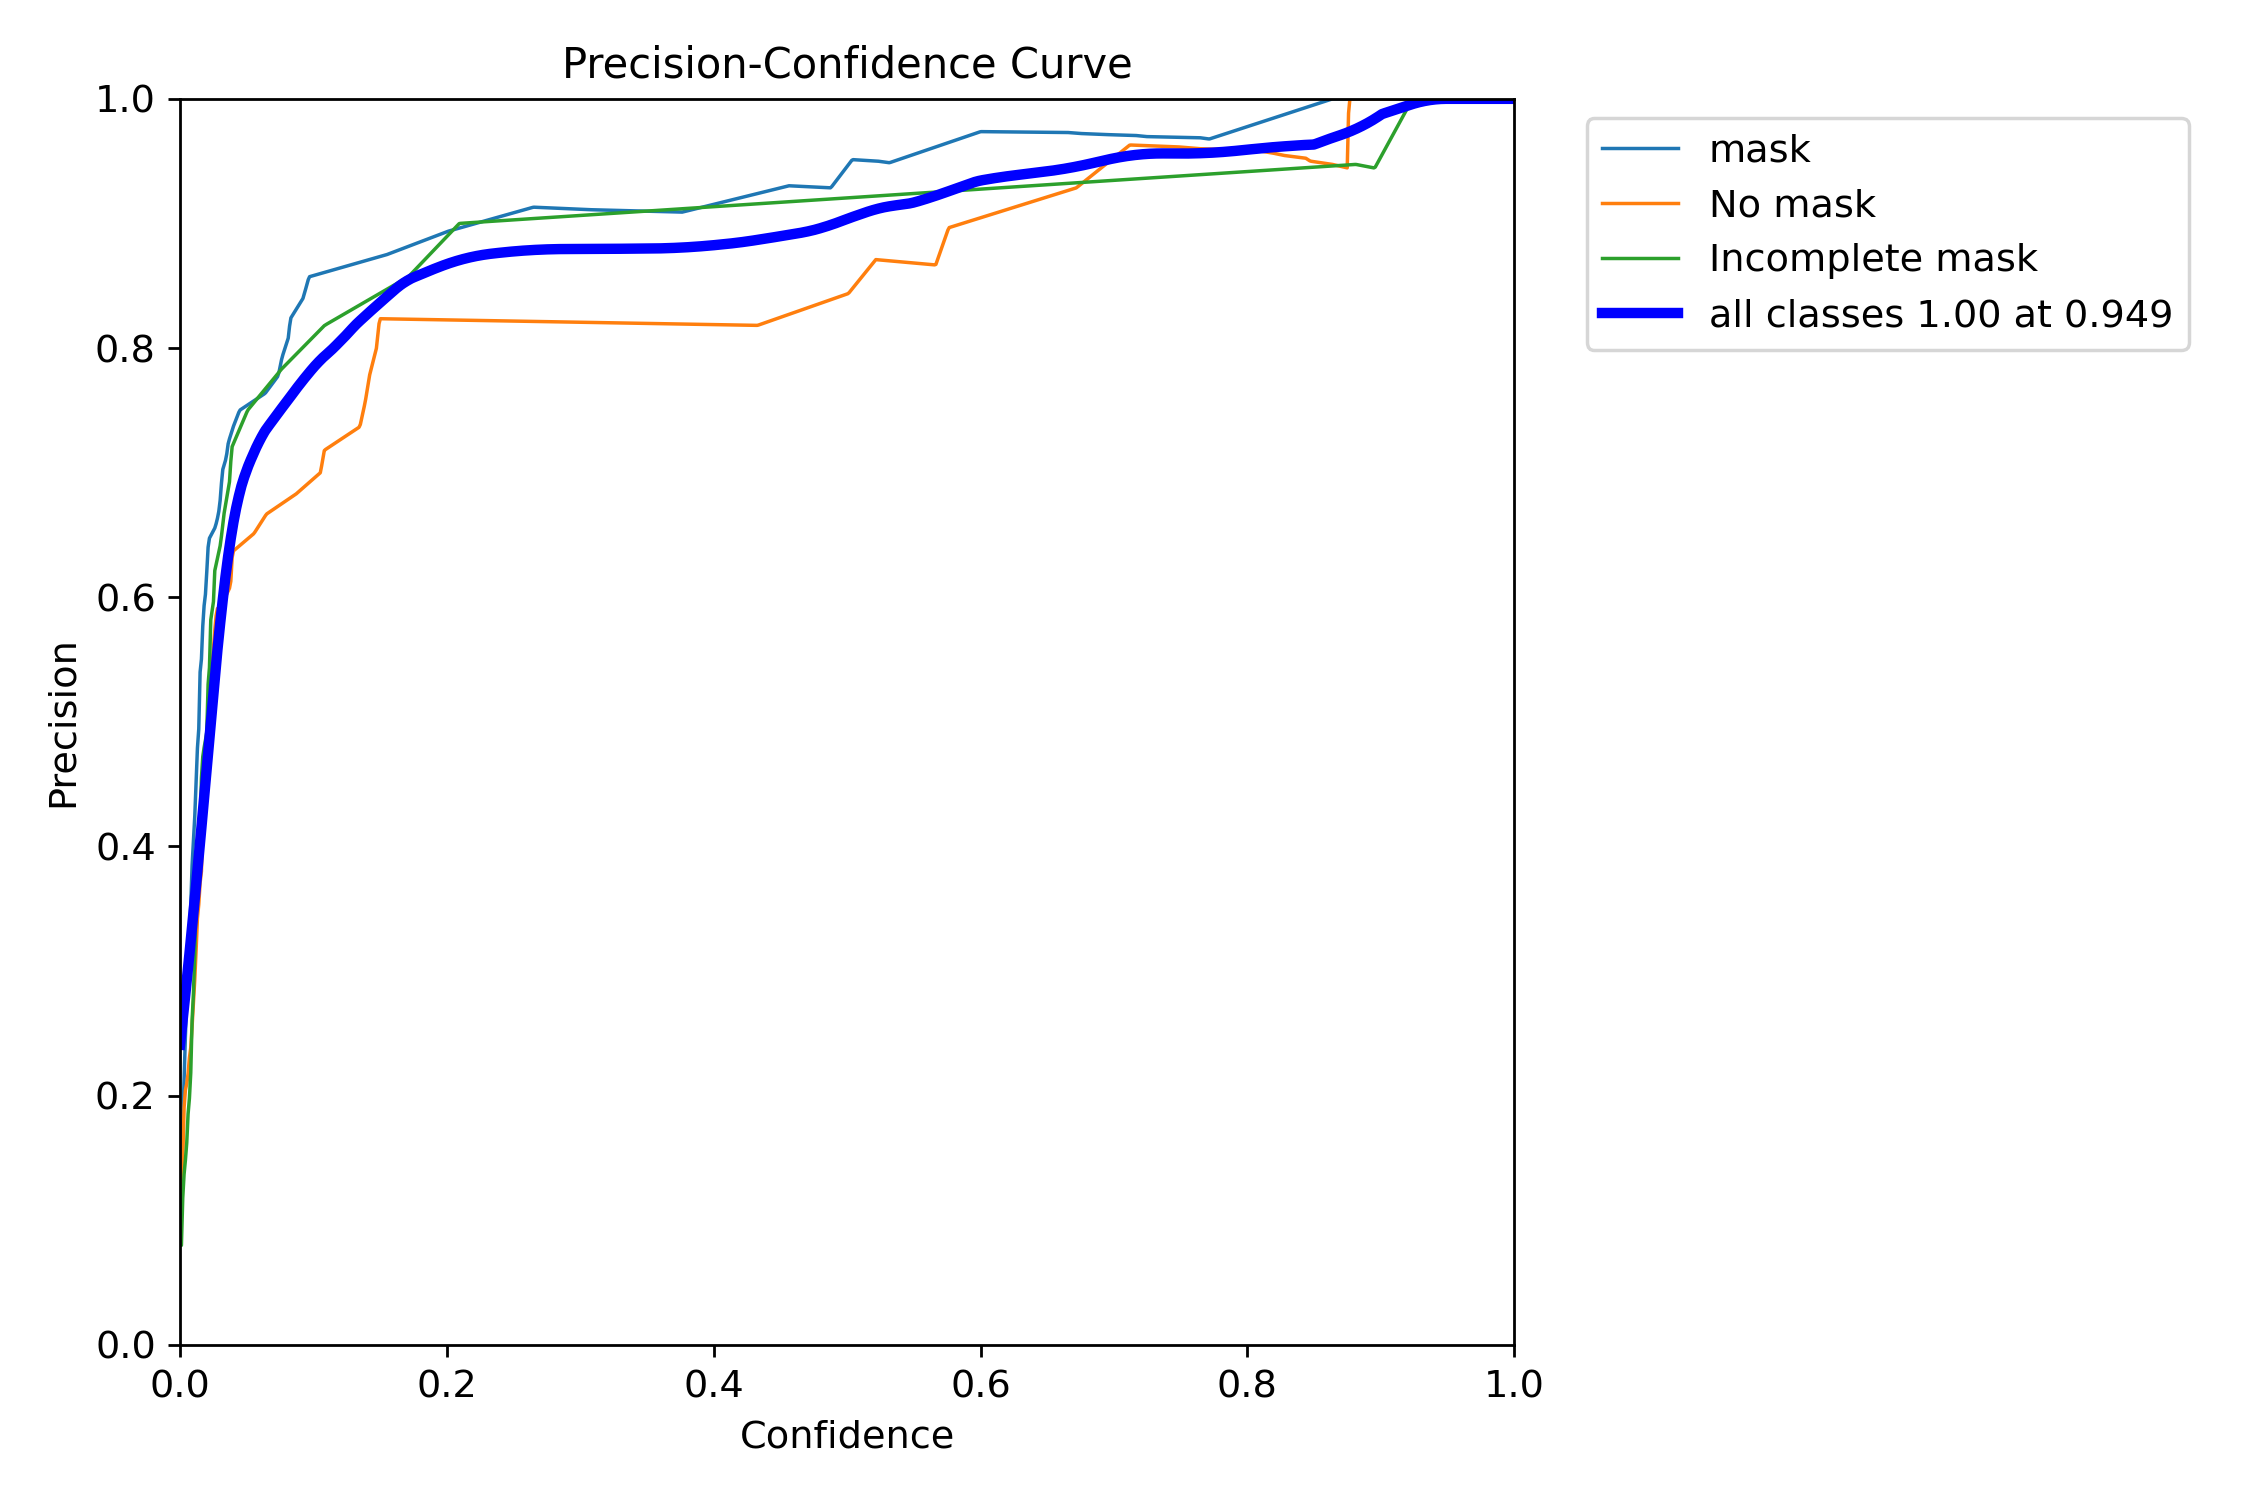 Precision-Confidence Curve
1.0
0.8
0.6
0.4
0.2
0.0
Precision
0.0 0.2 0.4 0.6 0.8 1.0
Confidence
mask
No mask
Incomplete mask
all classes 1.00 at 0.949